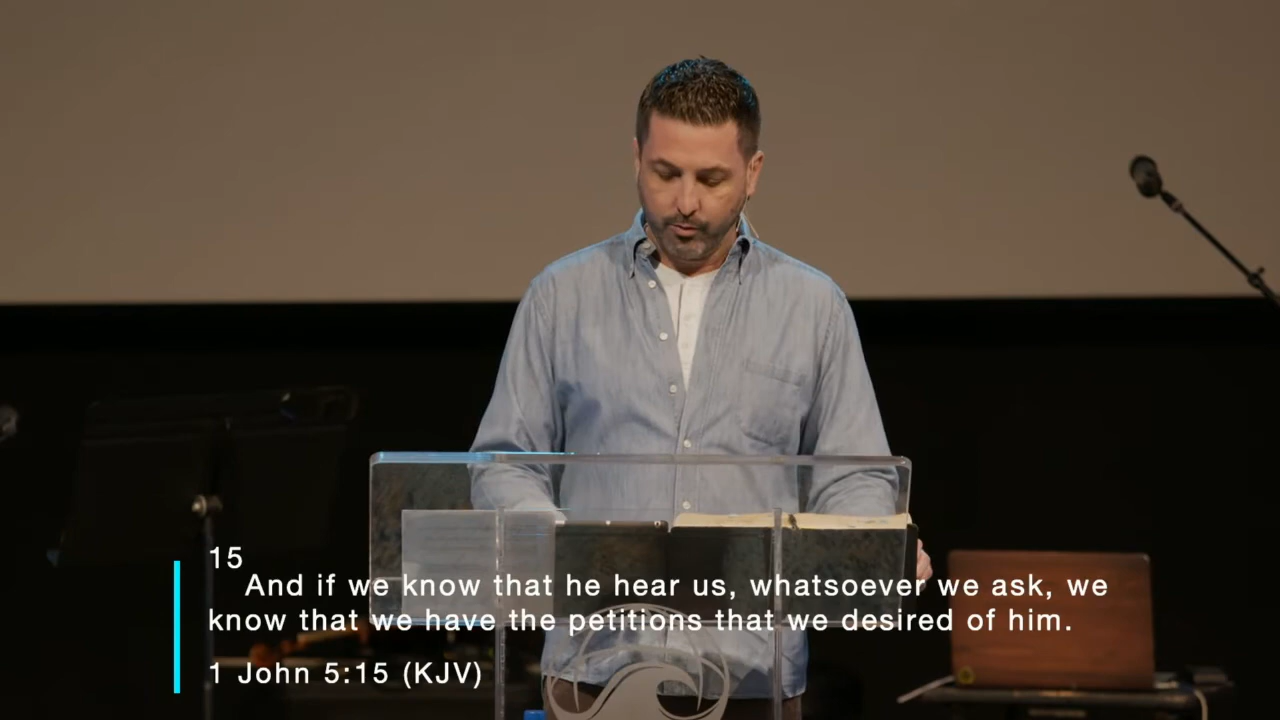 15
And if we know that he hear us, whatsoever we ask, we
know that we have the petitions that we desired of him.
1 John 5:15 (KJV)